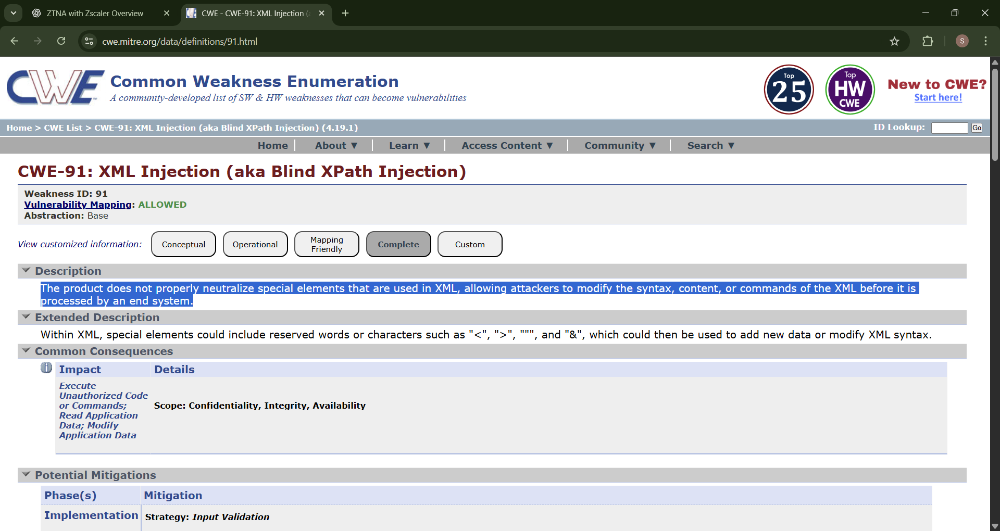 ZTNA with Zscaler Overview
CWE - CWE-91: XML Injection (a
cwe.mitre.org/data/definitions/91.html
S
CWE
Common Weakness Enumeration
A community-developed list of SW & HW weaknesses that can become vulnerabilities
Top
25
Top
HW
CWE
New to CWE?
Start here!
Home > CWE List > CWE-91: XML Injection (aka Blind XPath Injection) (4.19.1)
ID Lookup:
Go
Home
About ▼
Learn ▼
Access Content ▼
Community ▼
Search ▼
CWE-91: XML Injection (aka Blind XPath Injection)
Weakness ID: 91
Vulnerability Mapping: ALLOWED
Abstraction: Base
View customized information:
Conceptual
Operational
Mapping
Friendly
Complete
Custom
Description
The product does not properly neutralize special elements that are used in XML, allowing attackers to modify the syntax, content, or commands of the XML before it is
processed by an end system.
Extended Description
Within XML, special elements could include reserved words or characters such as "<", ">", """, and "&", which could then be used to add new data or modify XML syntax.
Common Consequences
Impact
Details
Execute
Unauthorized Code
or Commands;
Read Application
Data; Modify
Application Data
Scope: Confidentiality, Integrity, Availability
Potential Mitigations
Phase(s)
Mitigation
Implementation
Strategy: Input Validation